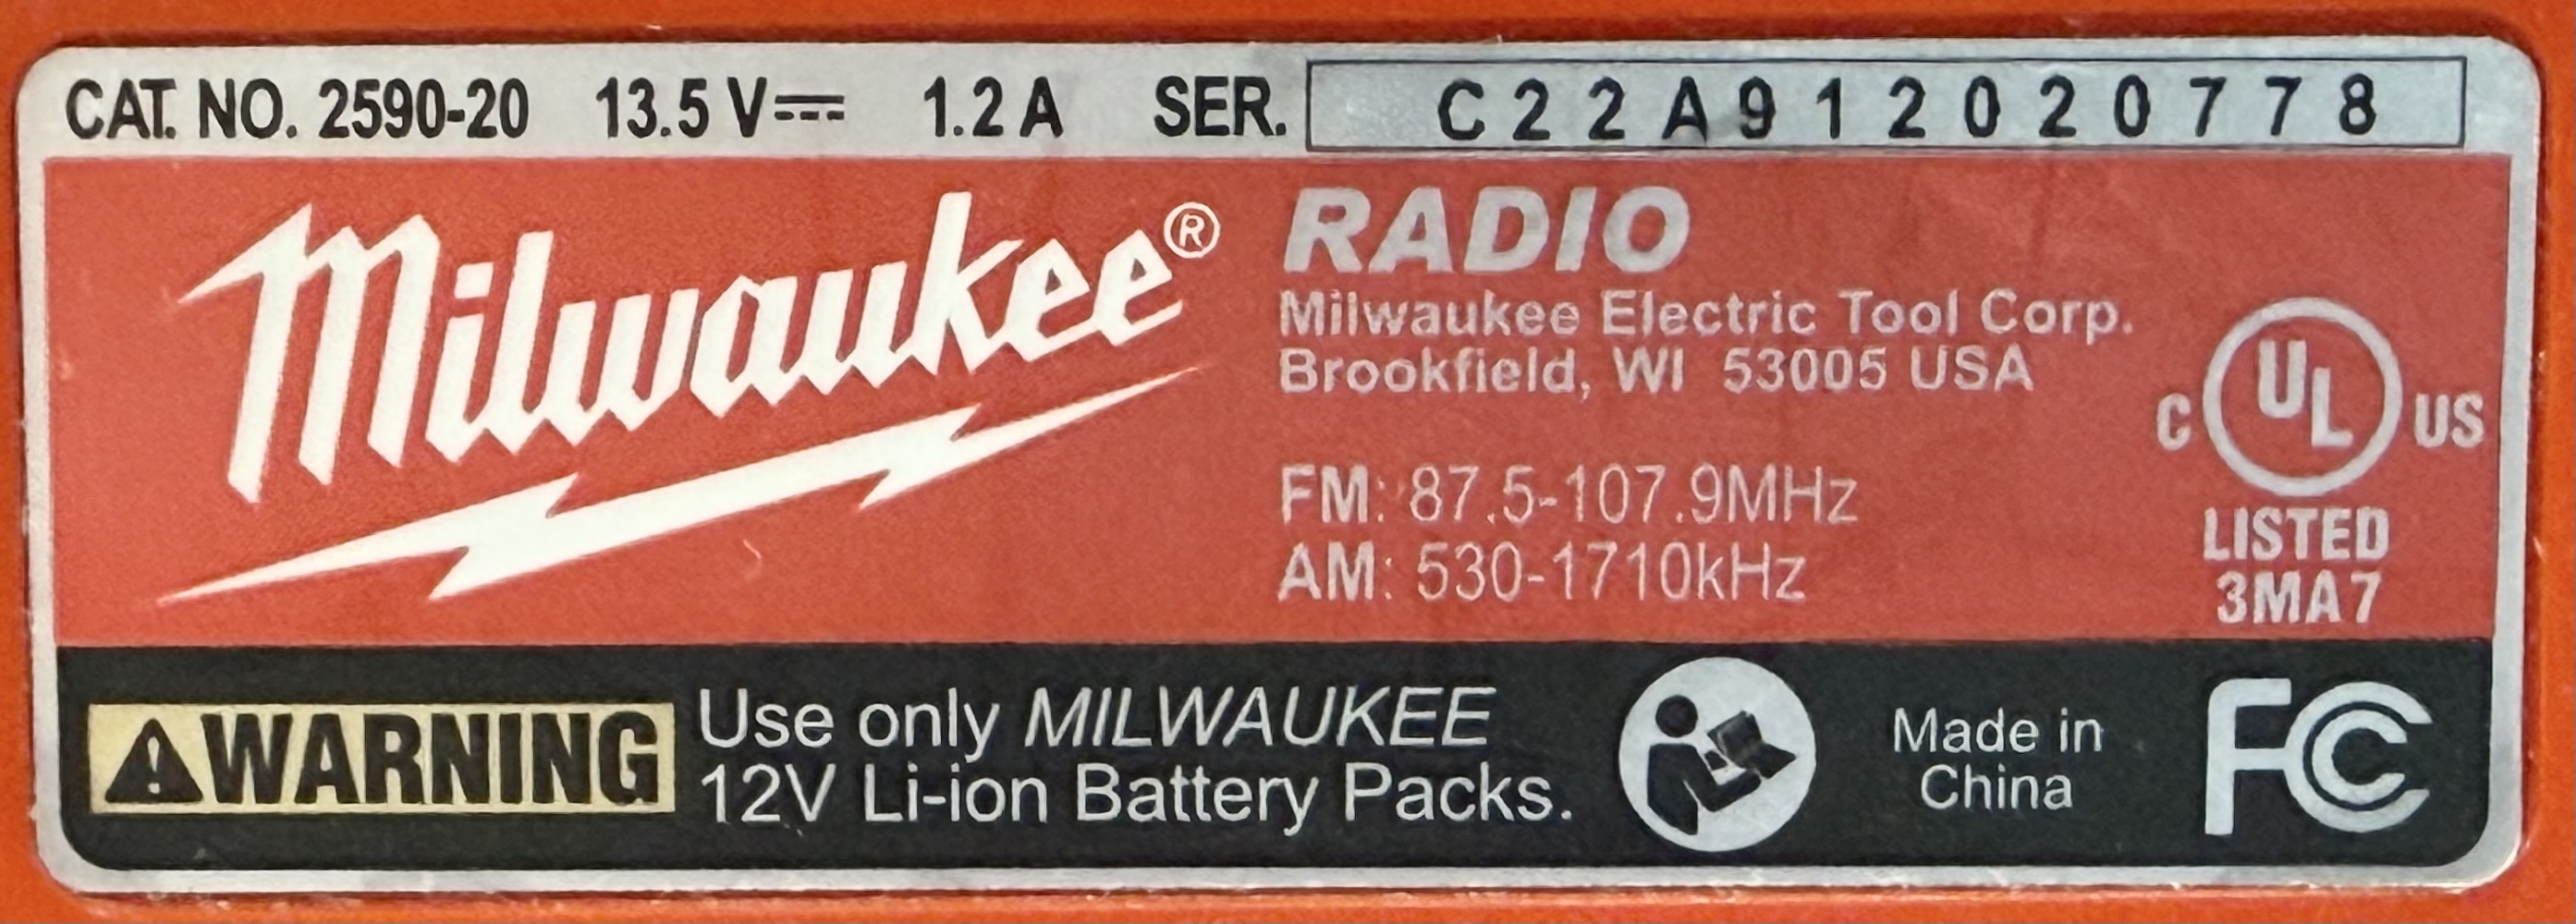 CAT. NO. 2590-20 13.5 V⎓ 1.2 A SER. C22A912020778
Milwaukee®
RADIO
Milwaukee Electric Tool Corp.
Brookfield, WI 53005 USA
FM: 87.5-107.9MHz
AM: 530-1710kHz
C UL US
LISTED
3MA7
⚠WARNING
Use only MILWAUKEE
12V Li-ion Battery Packs.
Made in
China
FC